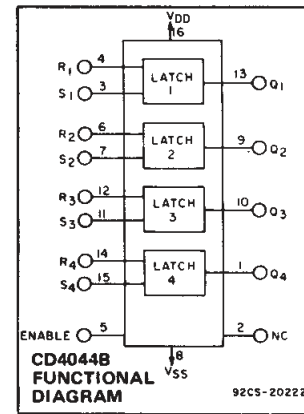 VDD
16
R1 4 LATCH 1 13 Q1
S1 3
R2 6 LATCH 2 9 Q2
S2 7
R3 12 LATCH 3 10 Q3
S3 11
R4 14 LATCH 4 1 Q4
S4 15
ENABLE 5 2 NC
8
VSS
CD4044B
FUNCTIONAL
DIAGRAM
92CS-20222